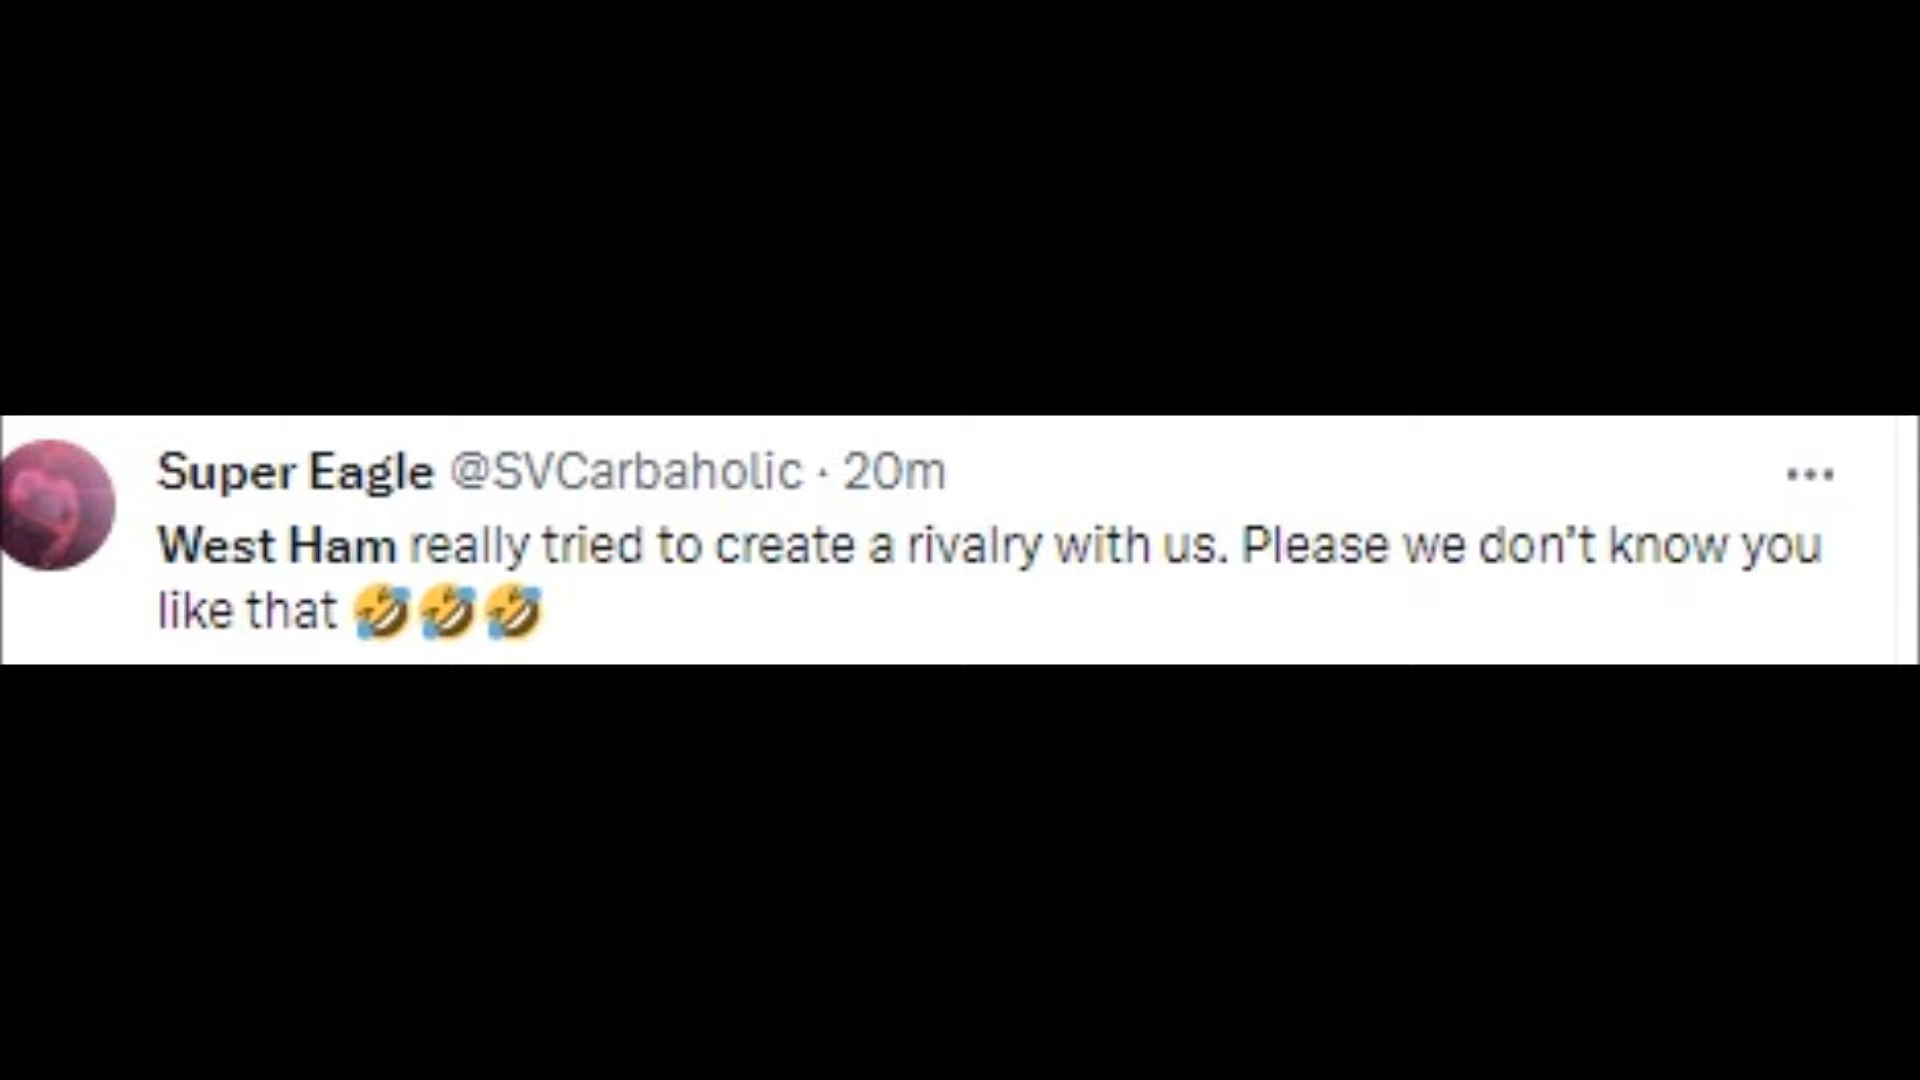 Super Eagle @SVCarbaholic · 20m
West Ham really tried to create a rivalry with us. Please we don't know you
like that 🤣🤣🤣